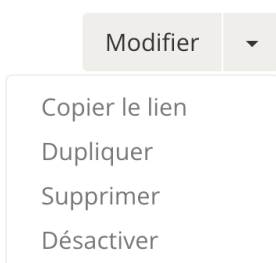 Modifier
Copier le lien
Dupliquer
Supprimer
Désactiver